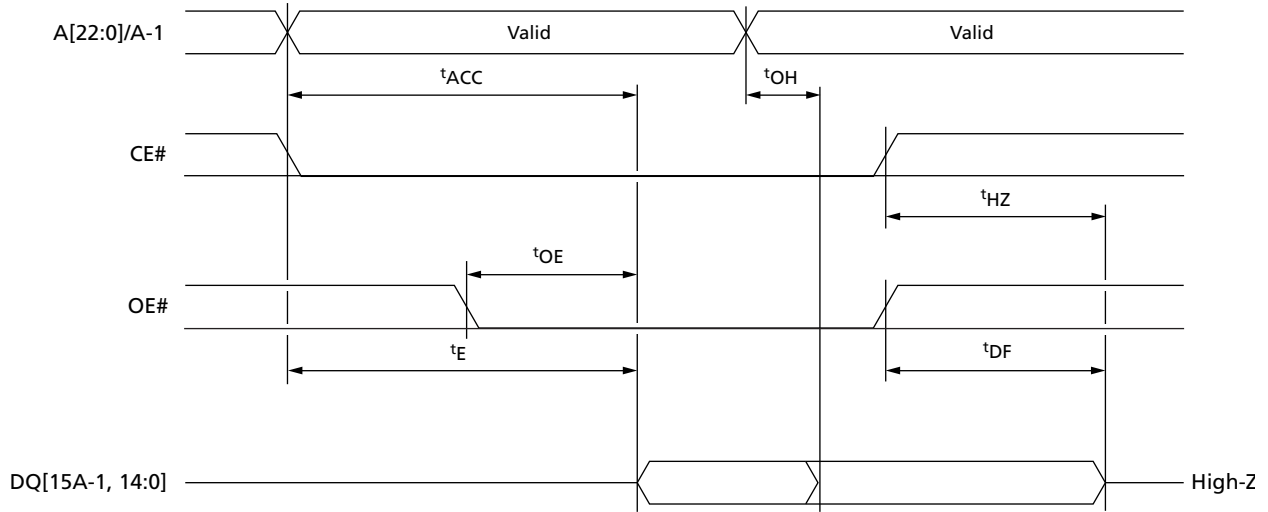 A[22:0]/A-1 Valid Valid
tACC tOH
CE#
tHZ
tOE
OE#
tE tDF
DQ[15A-1, 14:0] High-Z